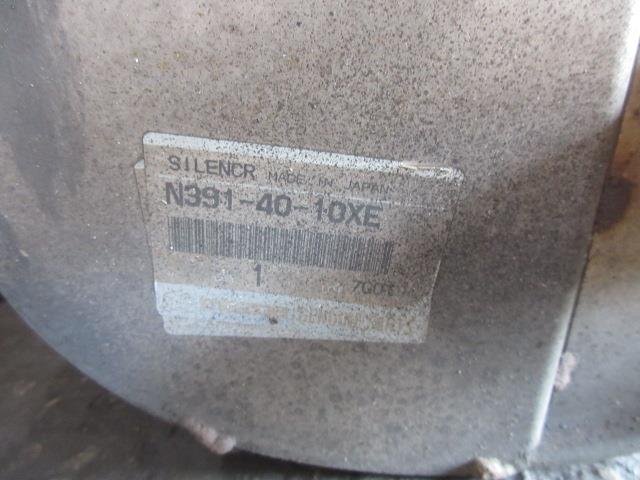 SILENCR MADE IN JAPAN
N391-40-10XE
1